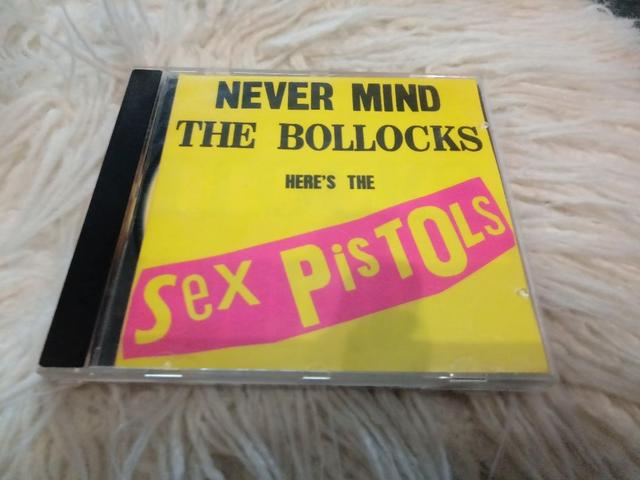 NEVER MIND
THE BOLLOCKS
HERE'S THE
Sex PiSTOLS